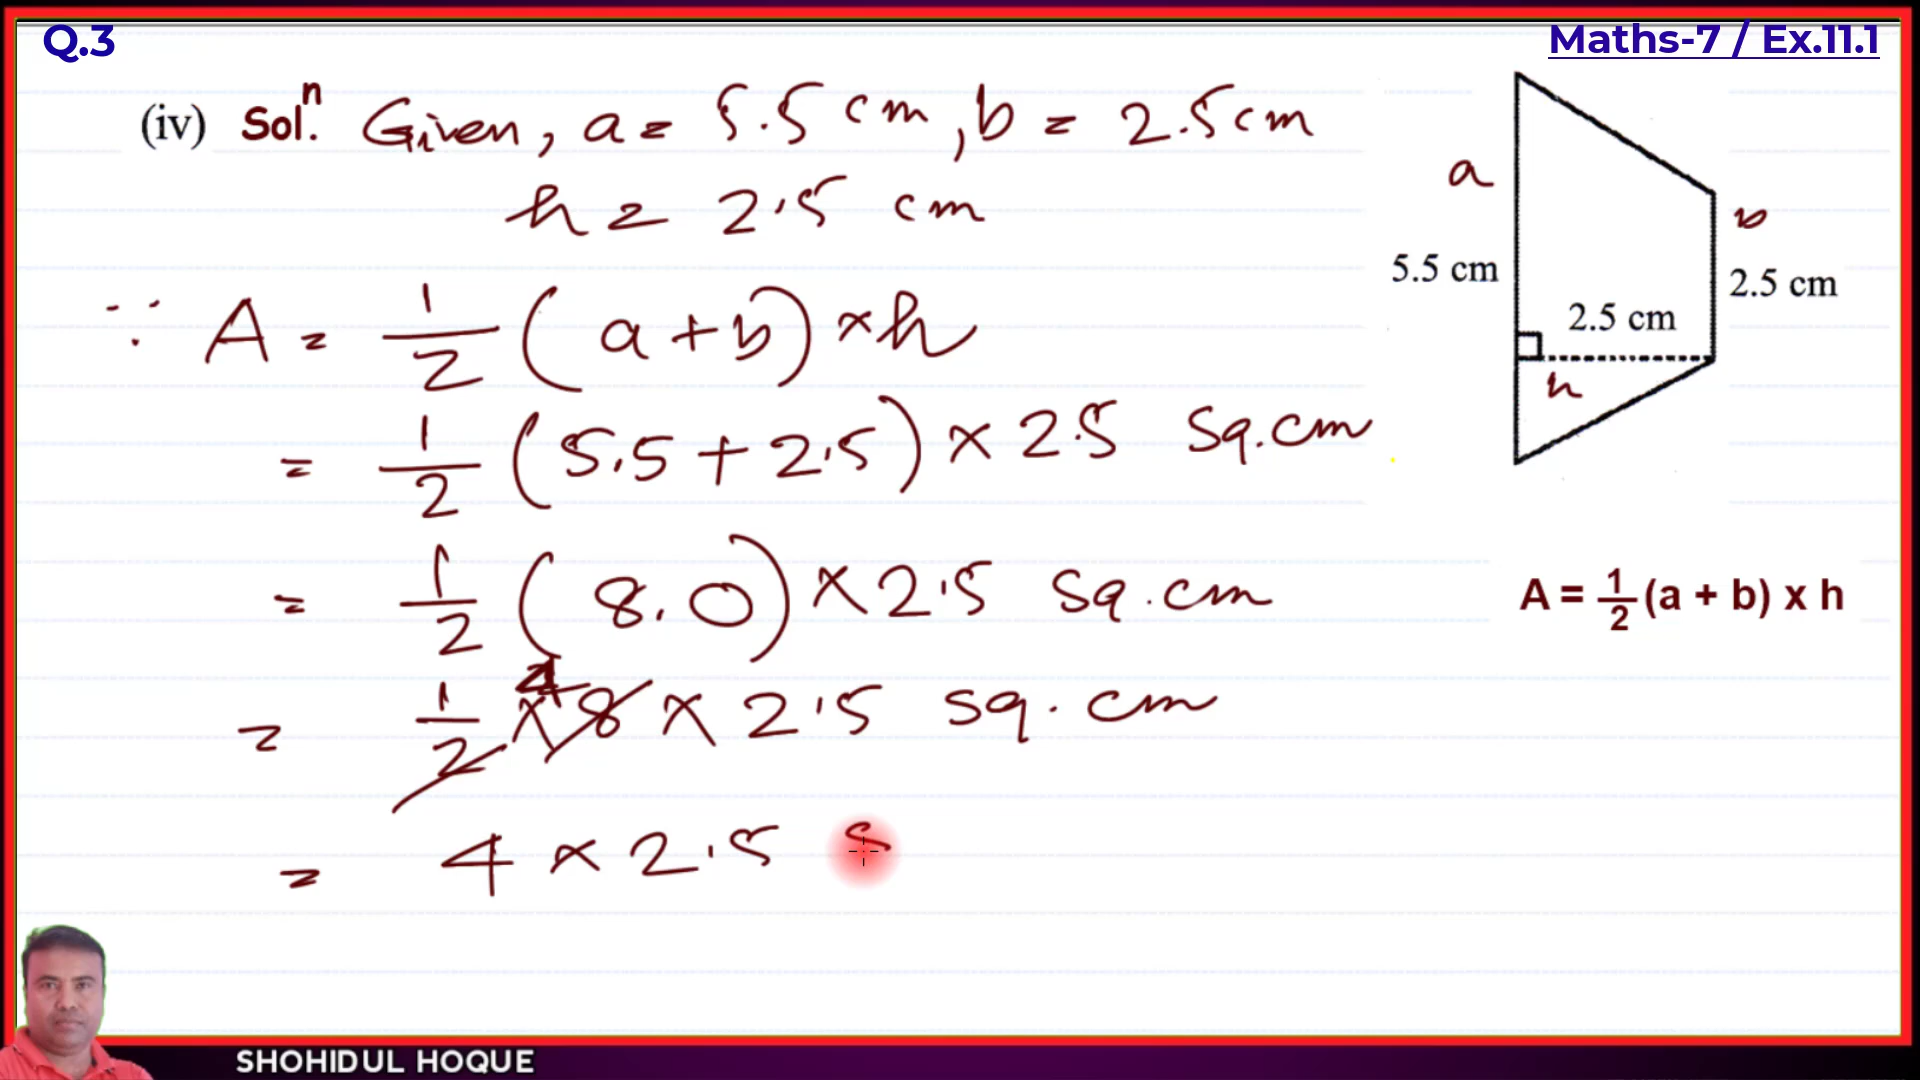 Q.3
Maths-7 / Ex.11.1
(iv) Solⁿ. Given, a = 5.5 cm, b = 2.5 cm
h = 2.5 cm
∵ A = 1/2 (a + b) × h
= 1/2 (5.5 + 2.5) × 2.5 Sq.cm
= 1/2 (8.0) × 2.5 Sq.cm
= 1/2 × 8 4 × 2.5 sq. cm
= 4 × 2.5 s
a
b
5.5 cm
2.5 cm
2.5 cm
h
A = 1/2 (a + b) x h
SHOHIDUL HOQUE